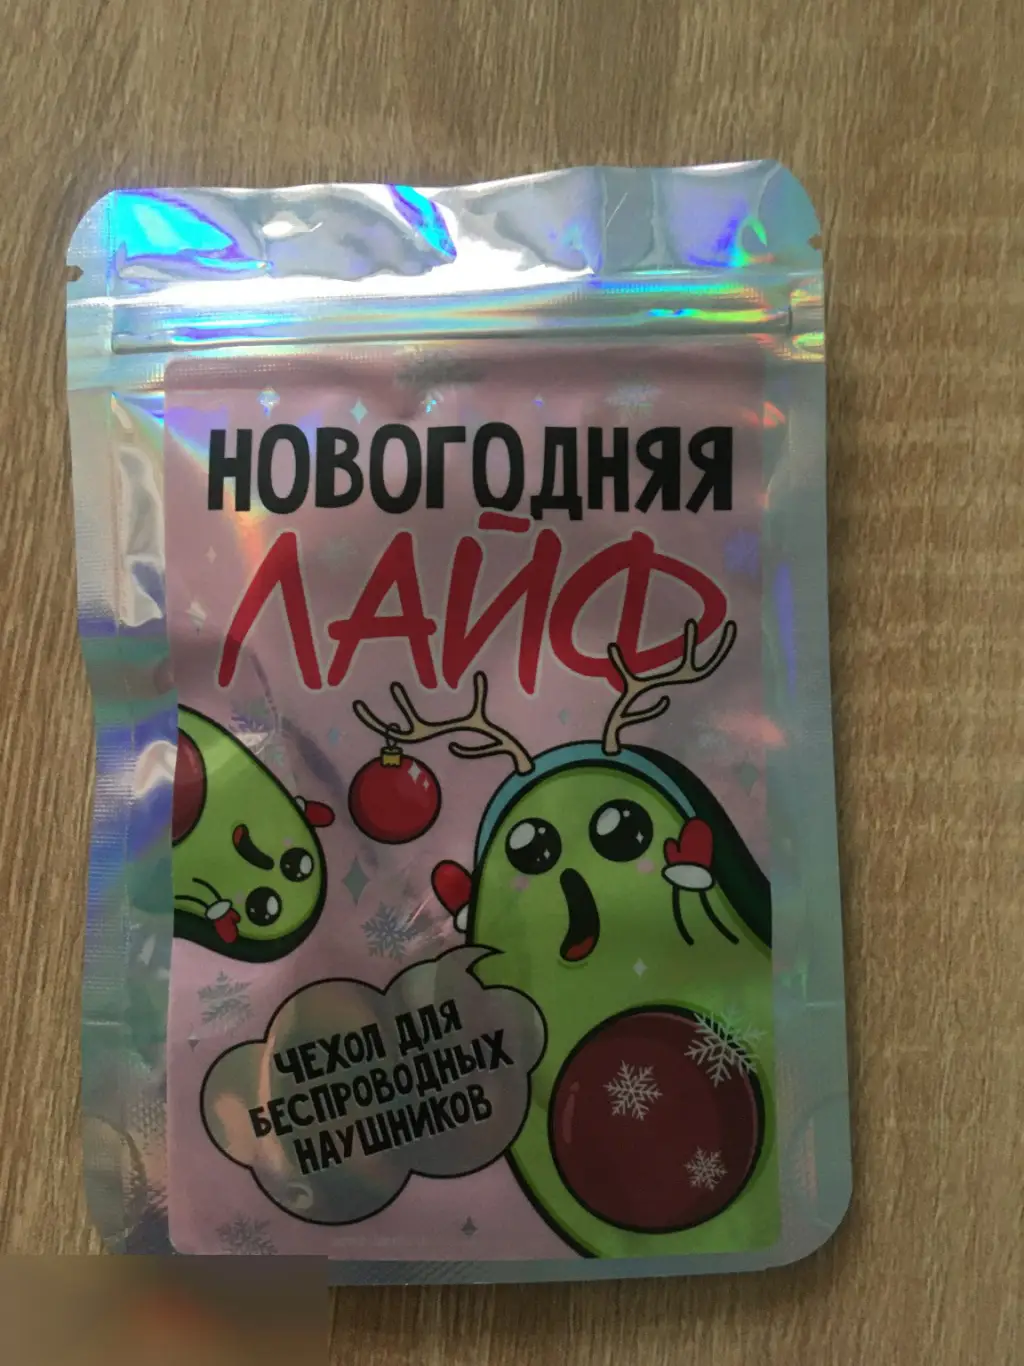 НОВОГОДНЯЯ
ЛАЙФ
ЧЕХОЛ ДЛЯ
БЕСПРОВОДНЫХ
НАУШНИКОВ